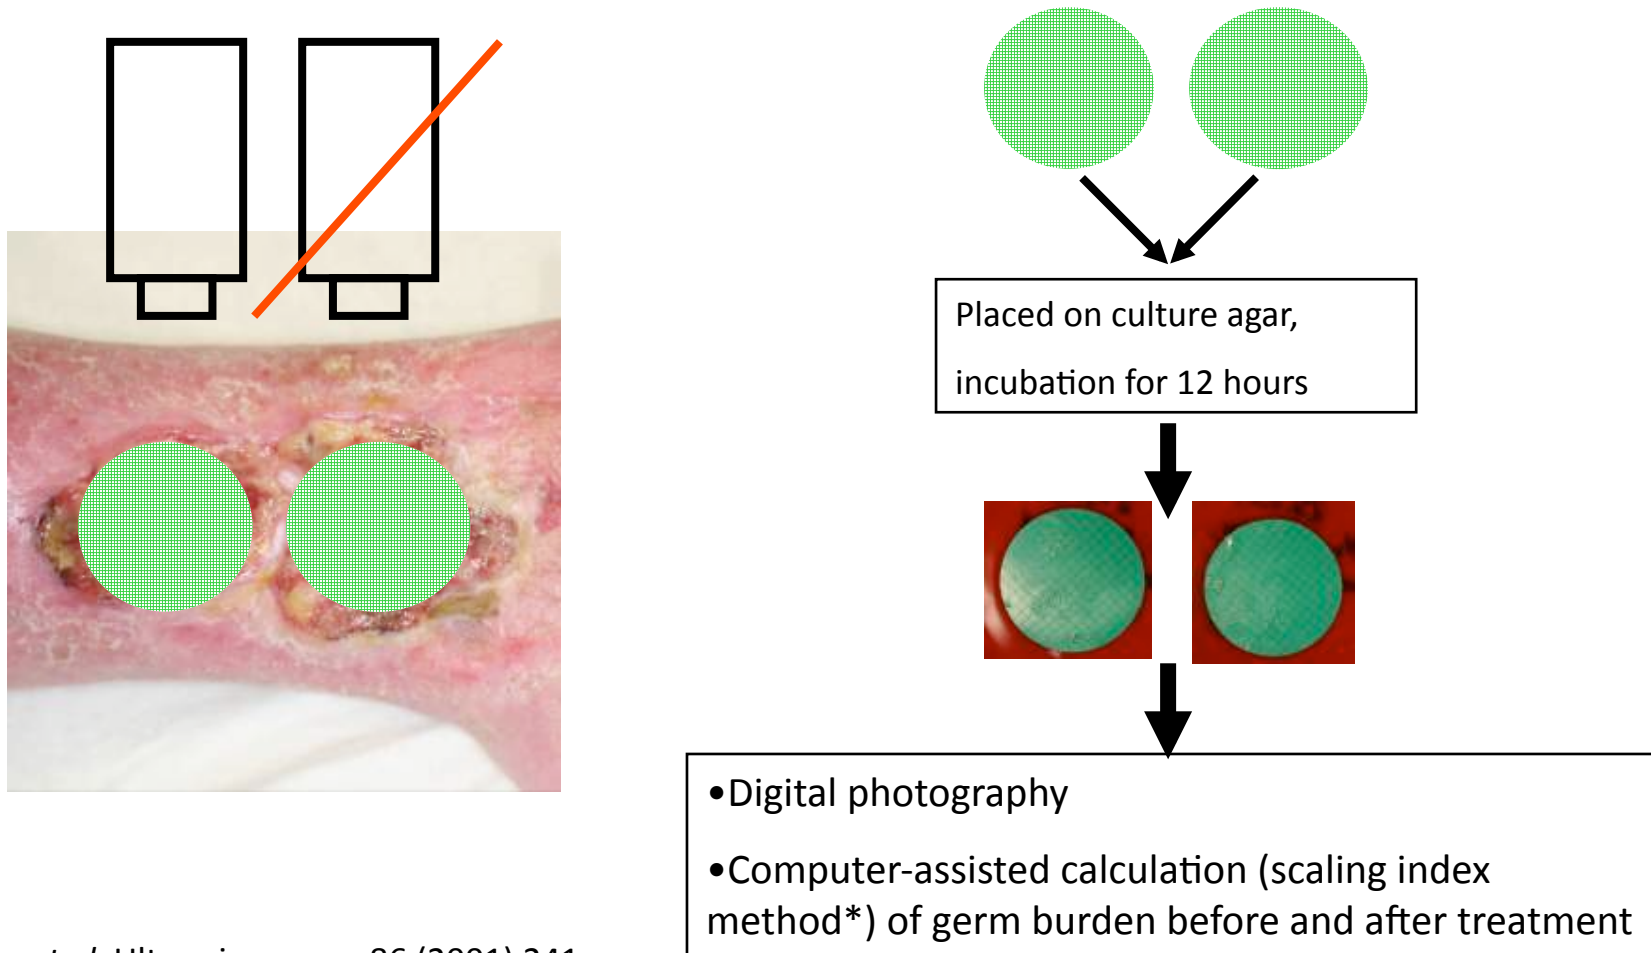 Placed on culture agar,
incubation for 12 hours
•Digital photography
•Computer-assisted calculation (scaling index
method*) of germ burden before and after treatment